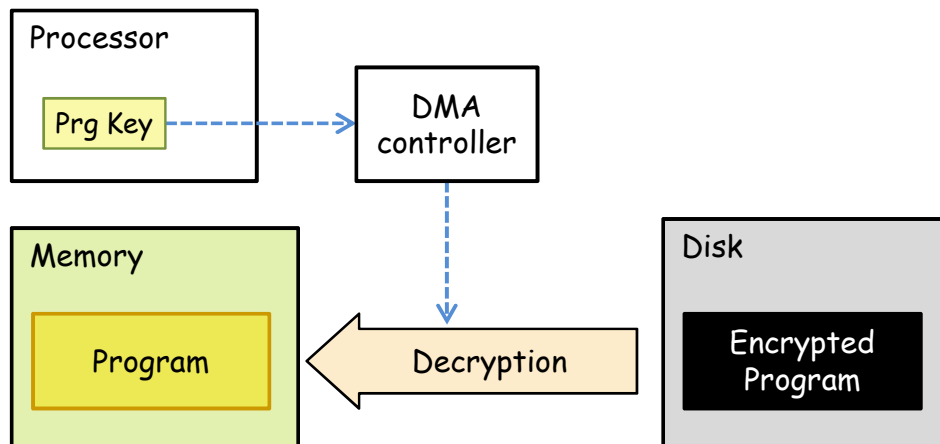 Processor
Prg Key
DMA
controller
Memory
Program
Decryption
Disk
Encrypted
Program